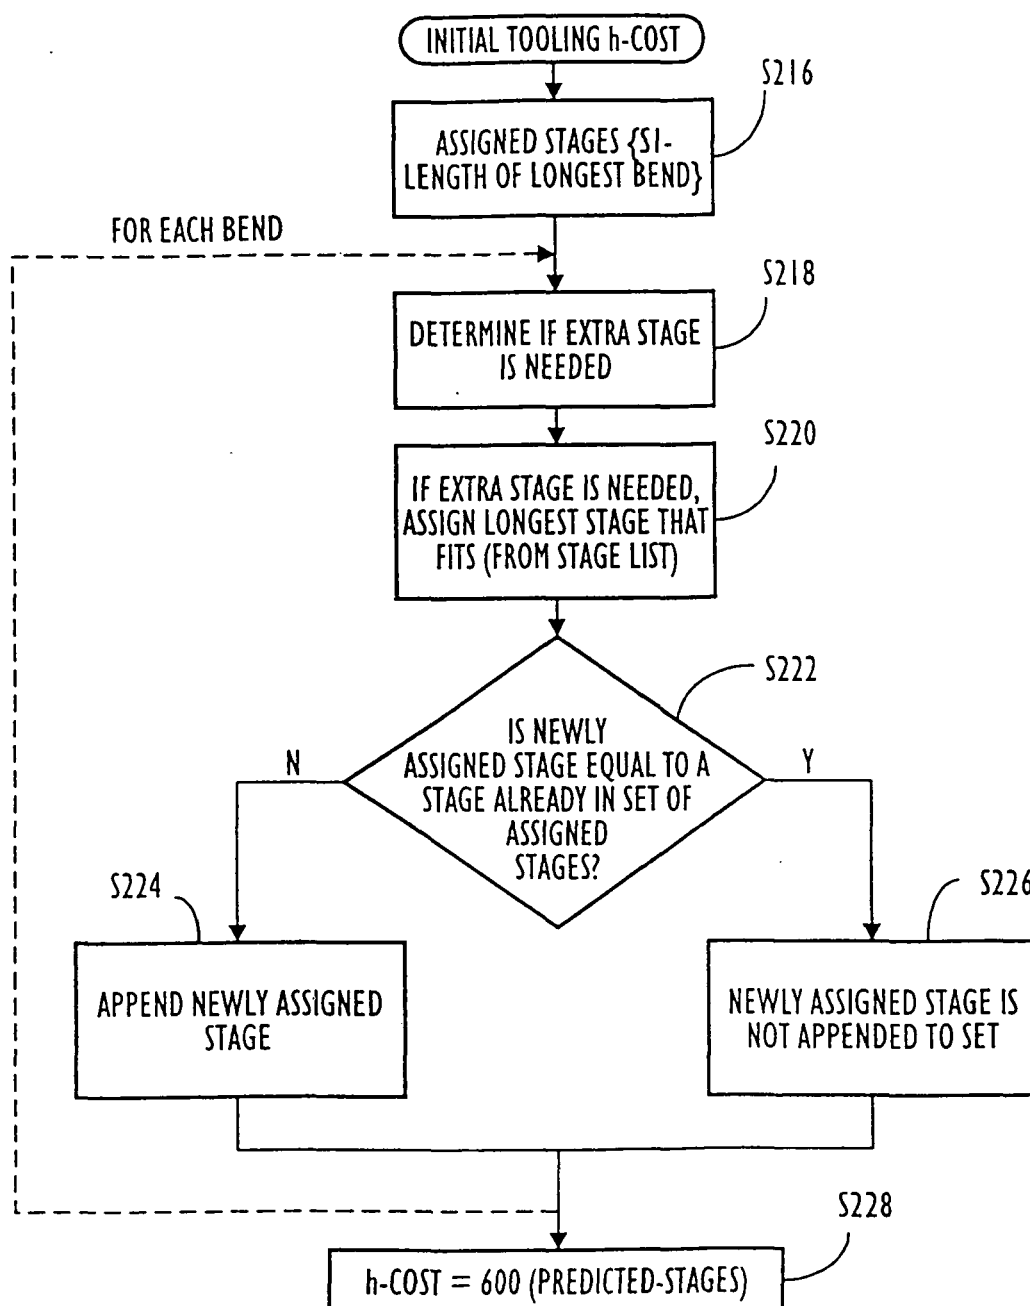 INITIAL TOOLING h-COST
S216
ASSIGNED STAGES {S1-
LENGTH OF LONGEST BEND}
FOR EACH BEND
S218
DETERMINE IF EXTRA STAGE
IS NEEDED
S220
IF EXTRA STAGE IS NEEDED,
ASSIGN LONGEST STAGE THAT
FITS (FROM STAGE LIST)
S222
IS NEWLY
ASSIGNED STAGE EQUAL TO A
STAGE ALREADY IN SET OF
ASSIGNED
STAGES?
N
Y
S224
APPEND NEWLY ASSIGNED
STAGE
S226
NEWLY ASSIGNED STAGE IS
NOT APPENDED TO SET
S228
h-COST = 600 (PREDICTED-STAGES)